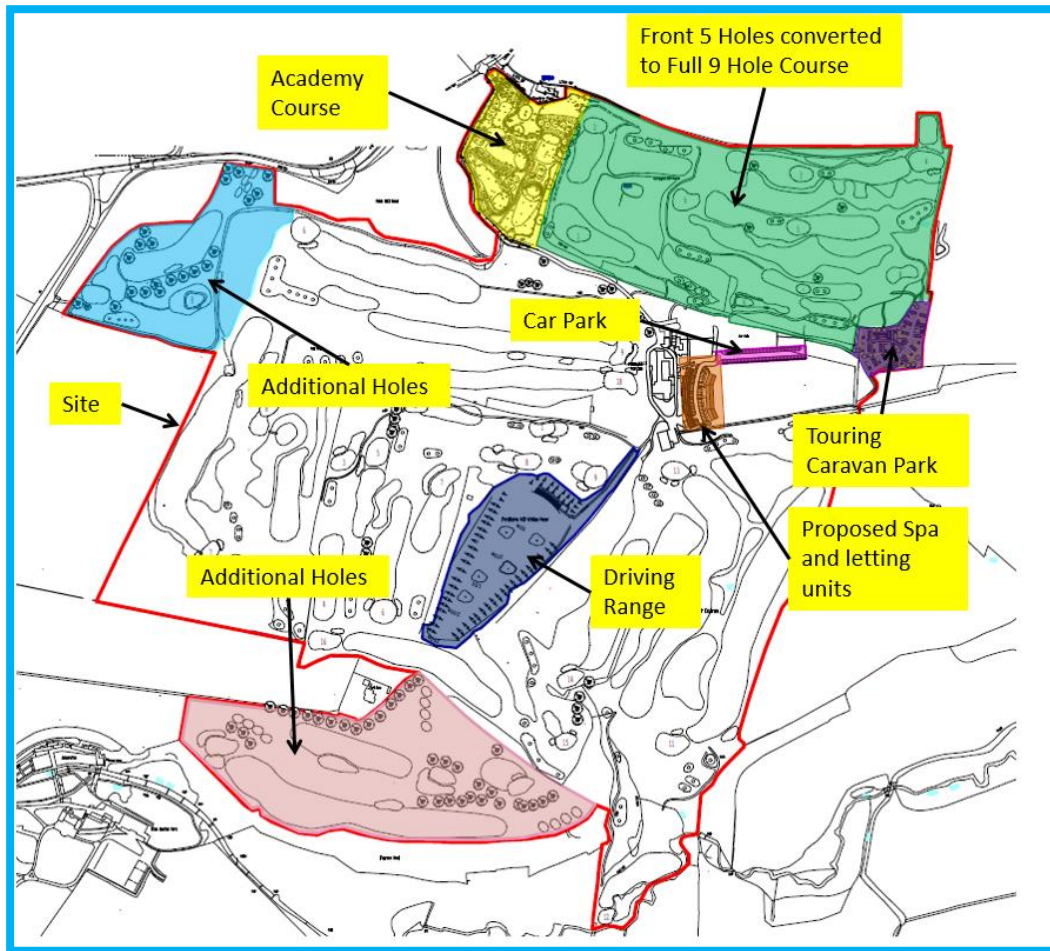 Front 5 Holes converted
to Full 9 Hole Course
Academy
Course
Car Park
Additional Holes
Site
Touring
Caravan Park
Additional Holes
Driving
Range
Proposed Spa
and letting
units